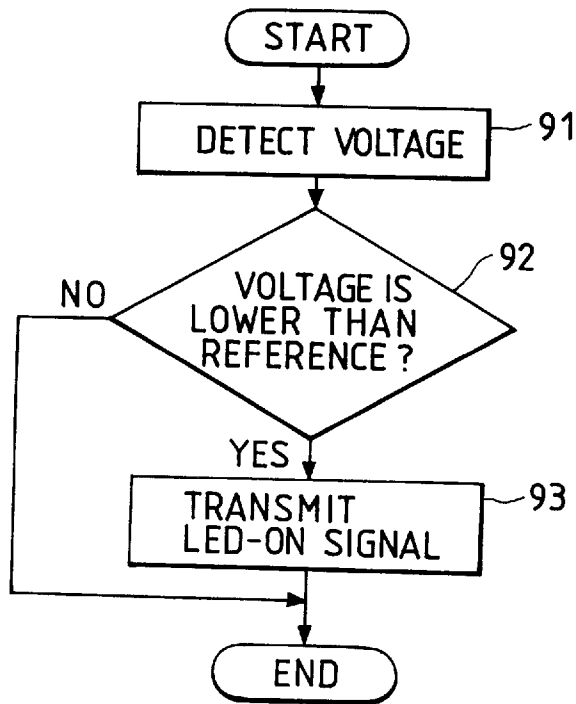 START
DETECT VOLTAGE
91
VOLTAGE IS
LOWER THAN
REFERENCE ?
92
NO
YES
TRANSMIT
LED-ON SIGNAL
93
END